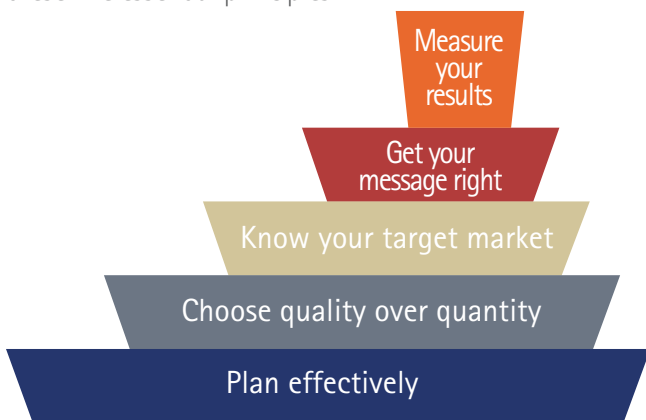 Measure
your
results
Get your
message right
Know your target market
Choose quality over quantity
Plan effectively